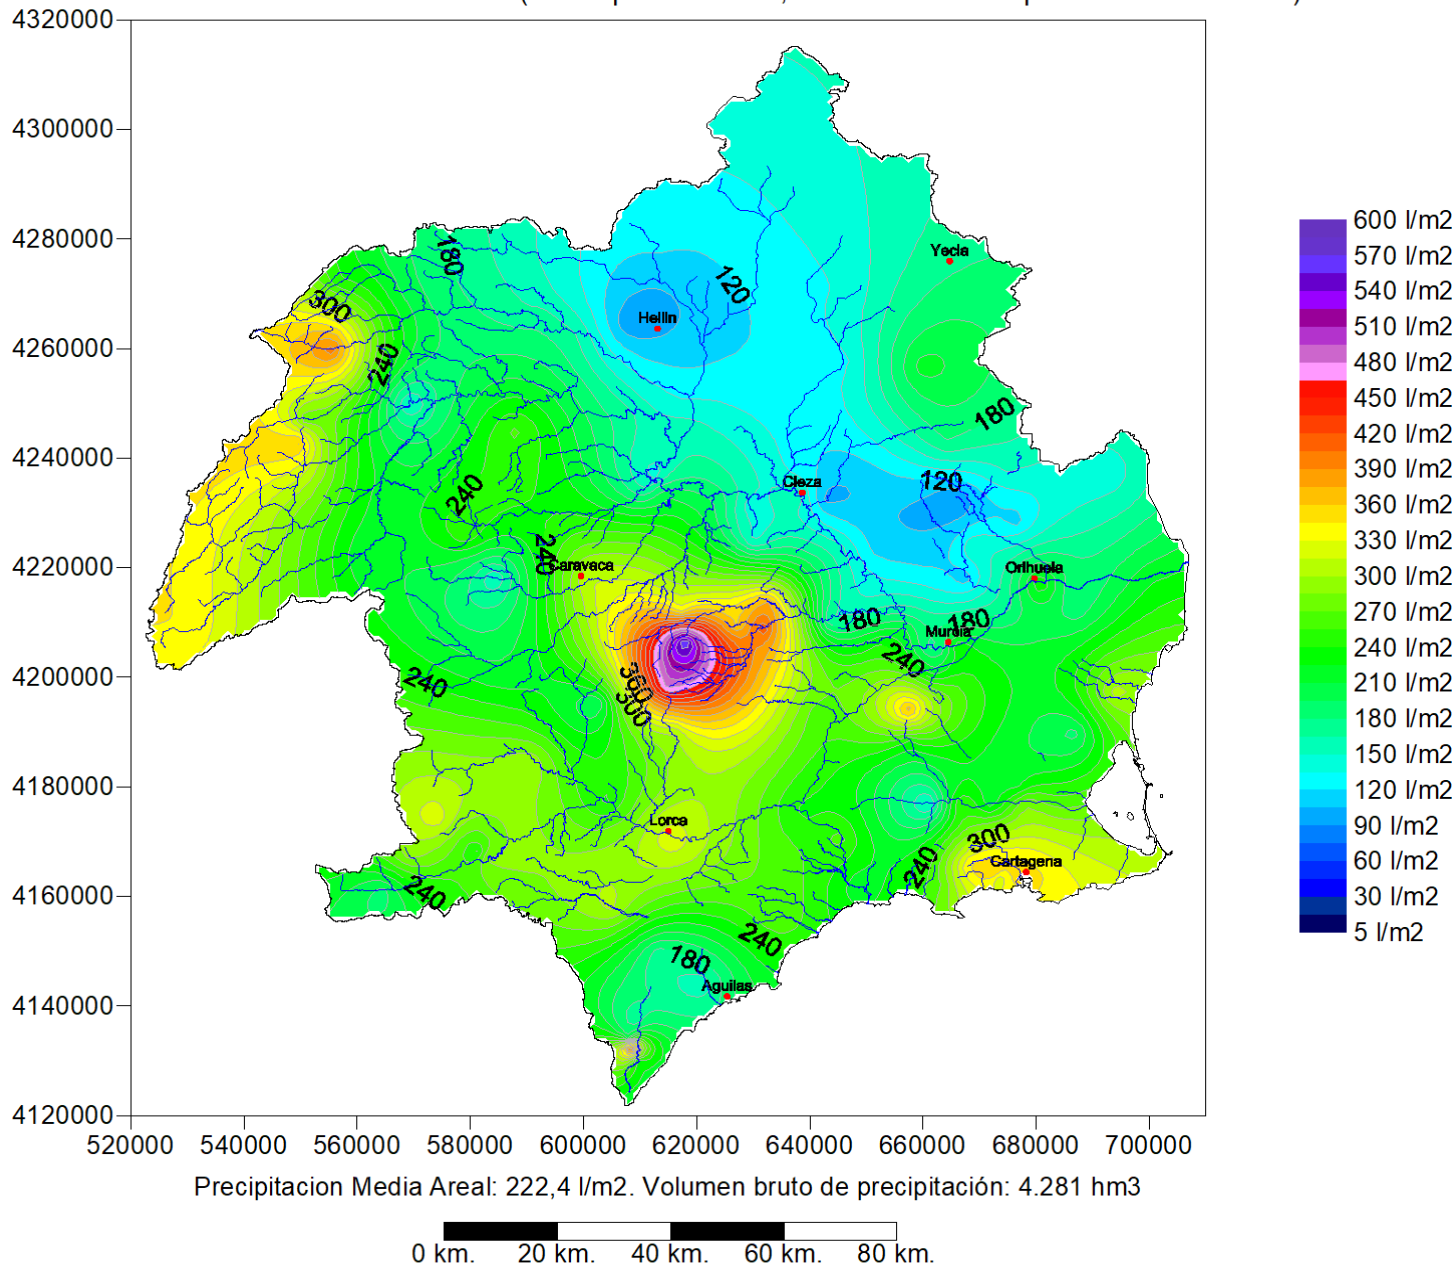 4320000
4300000
4280000
4260000
4240000
4220000
4200000
4180000
4160000
4140000
4120000
520000 540000 560000 580000 600000 620000 640000 660000 680000 700000
180
300
240
120
Hellin
Yecla
180
240
Cieza
120
240
Caravaca
Orihuela
180
180
Murcia
240
240
360
300
Lorca
300
Cartagena
240
240
240
180
Aguilas
600 l/m2
570 l/m2
540 l/m2
510 l/m2
480 l/m2
450 l/m2
420 l/m2
390 l/m2
360 l/m2
330 l/m2
300 l/m2
270 l/m2
240 l/m2
210 l/m2
180 l/m2
150 l/m2
120 l/m2
90 l/m2
60 l/m2
30 l/m2
5 l/m2
Precipitacion Media Areal: 222,4 l/m2. Volumen bruto de precipitación: 4.281 hm3
0 km. 20 km. 40 km. 60 km. 80 km.